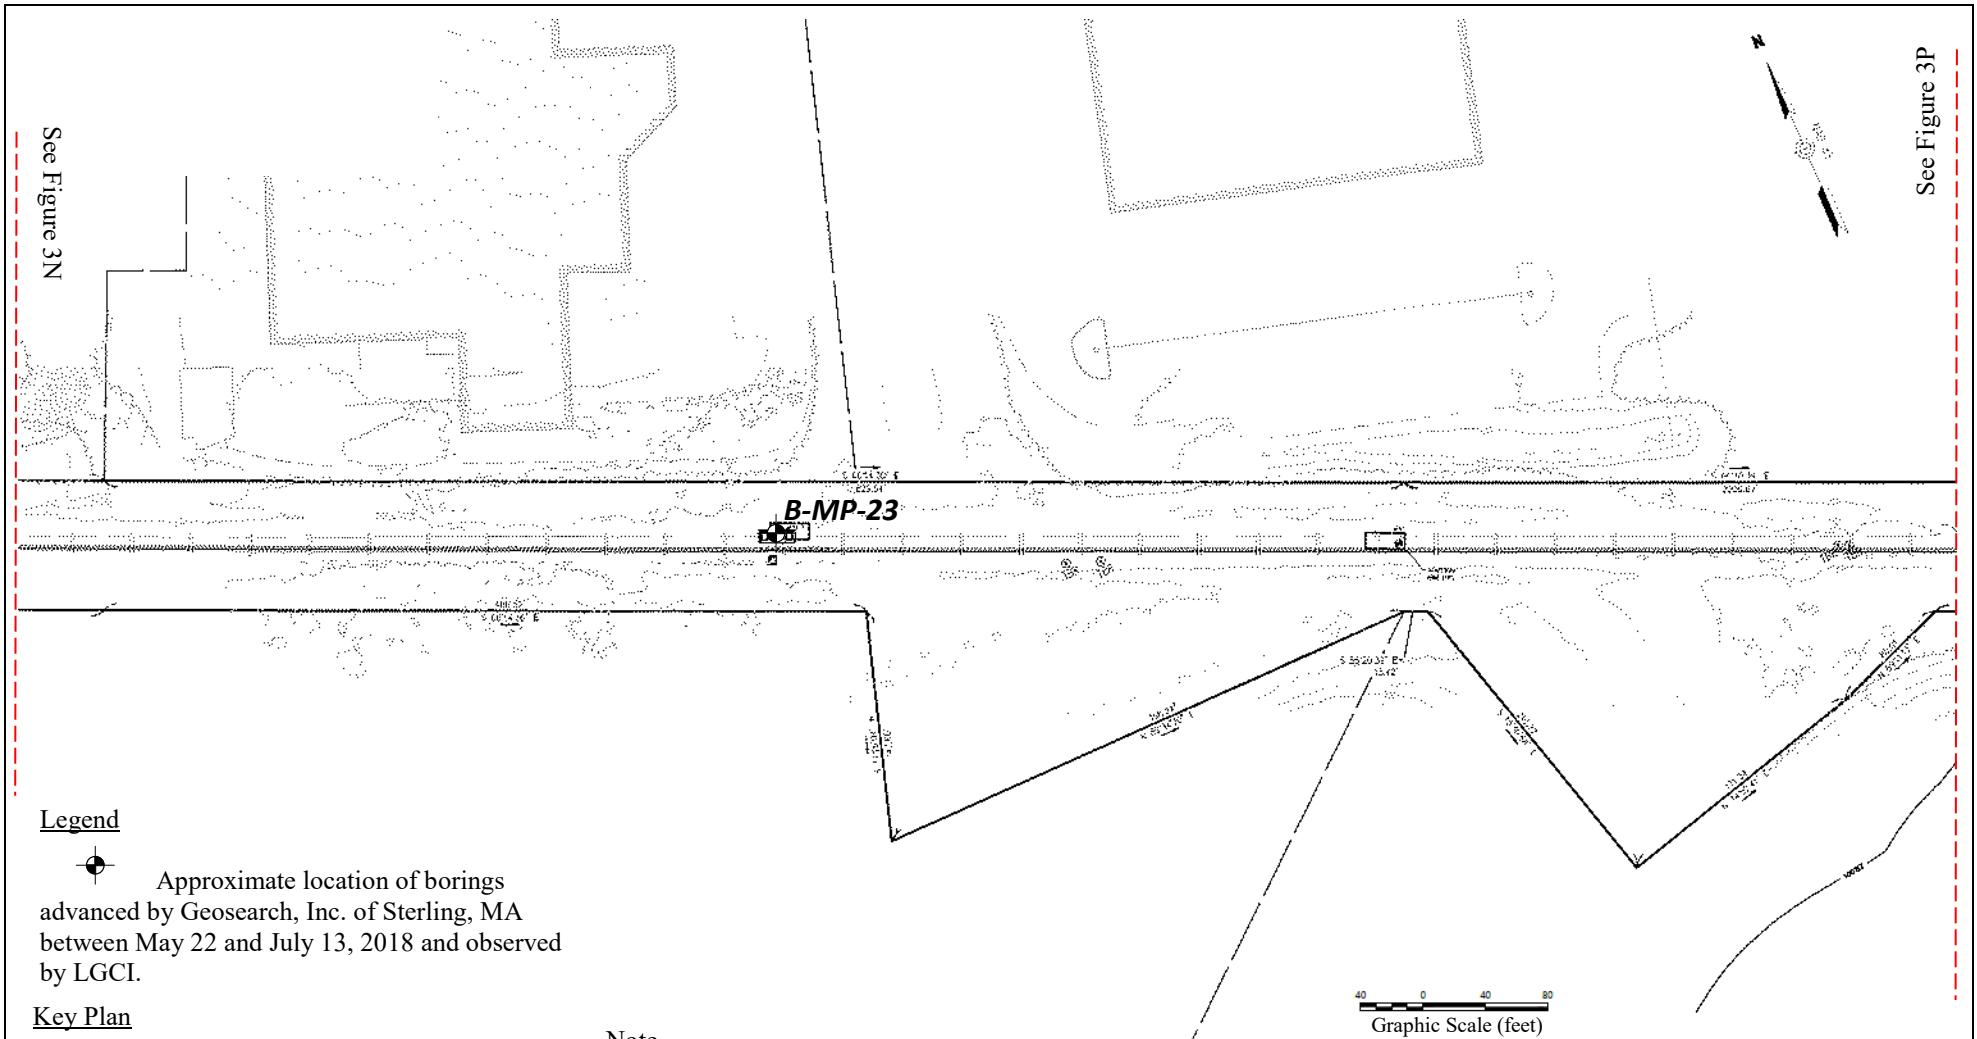 N
See Figure 3N
See Figure 3P
B-MP-23
Legend
Approximate location of borings
advanced by Geosearch, Inc. of Sterling, MA
between May 22 and July 13, 2018 and observed
by LGCI.
Key Plan
40 0 40 80
Graphic Scale (feet)